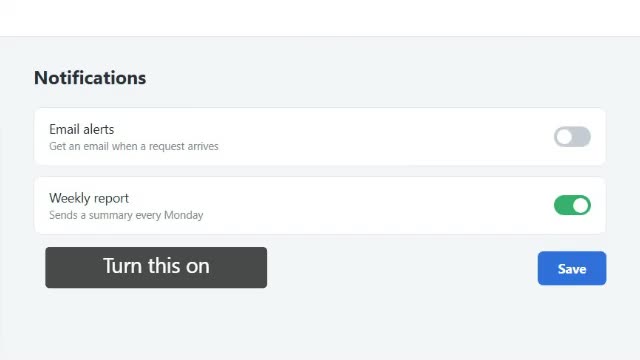 Notifications
Email alerts
Get an email when a request arrives
Weekly report
Sends a summary every Monday
Turn this on
Save